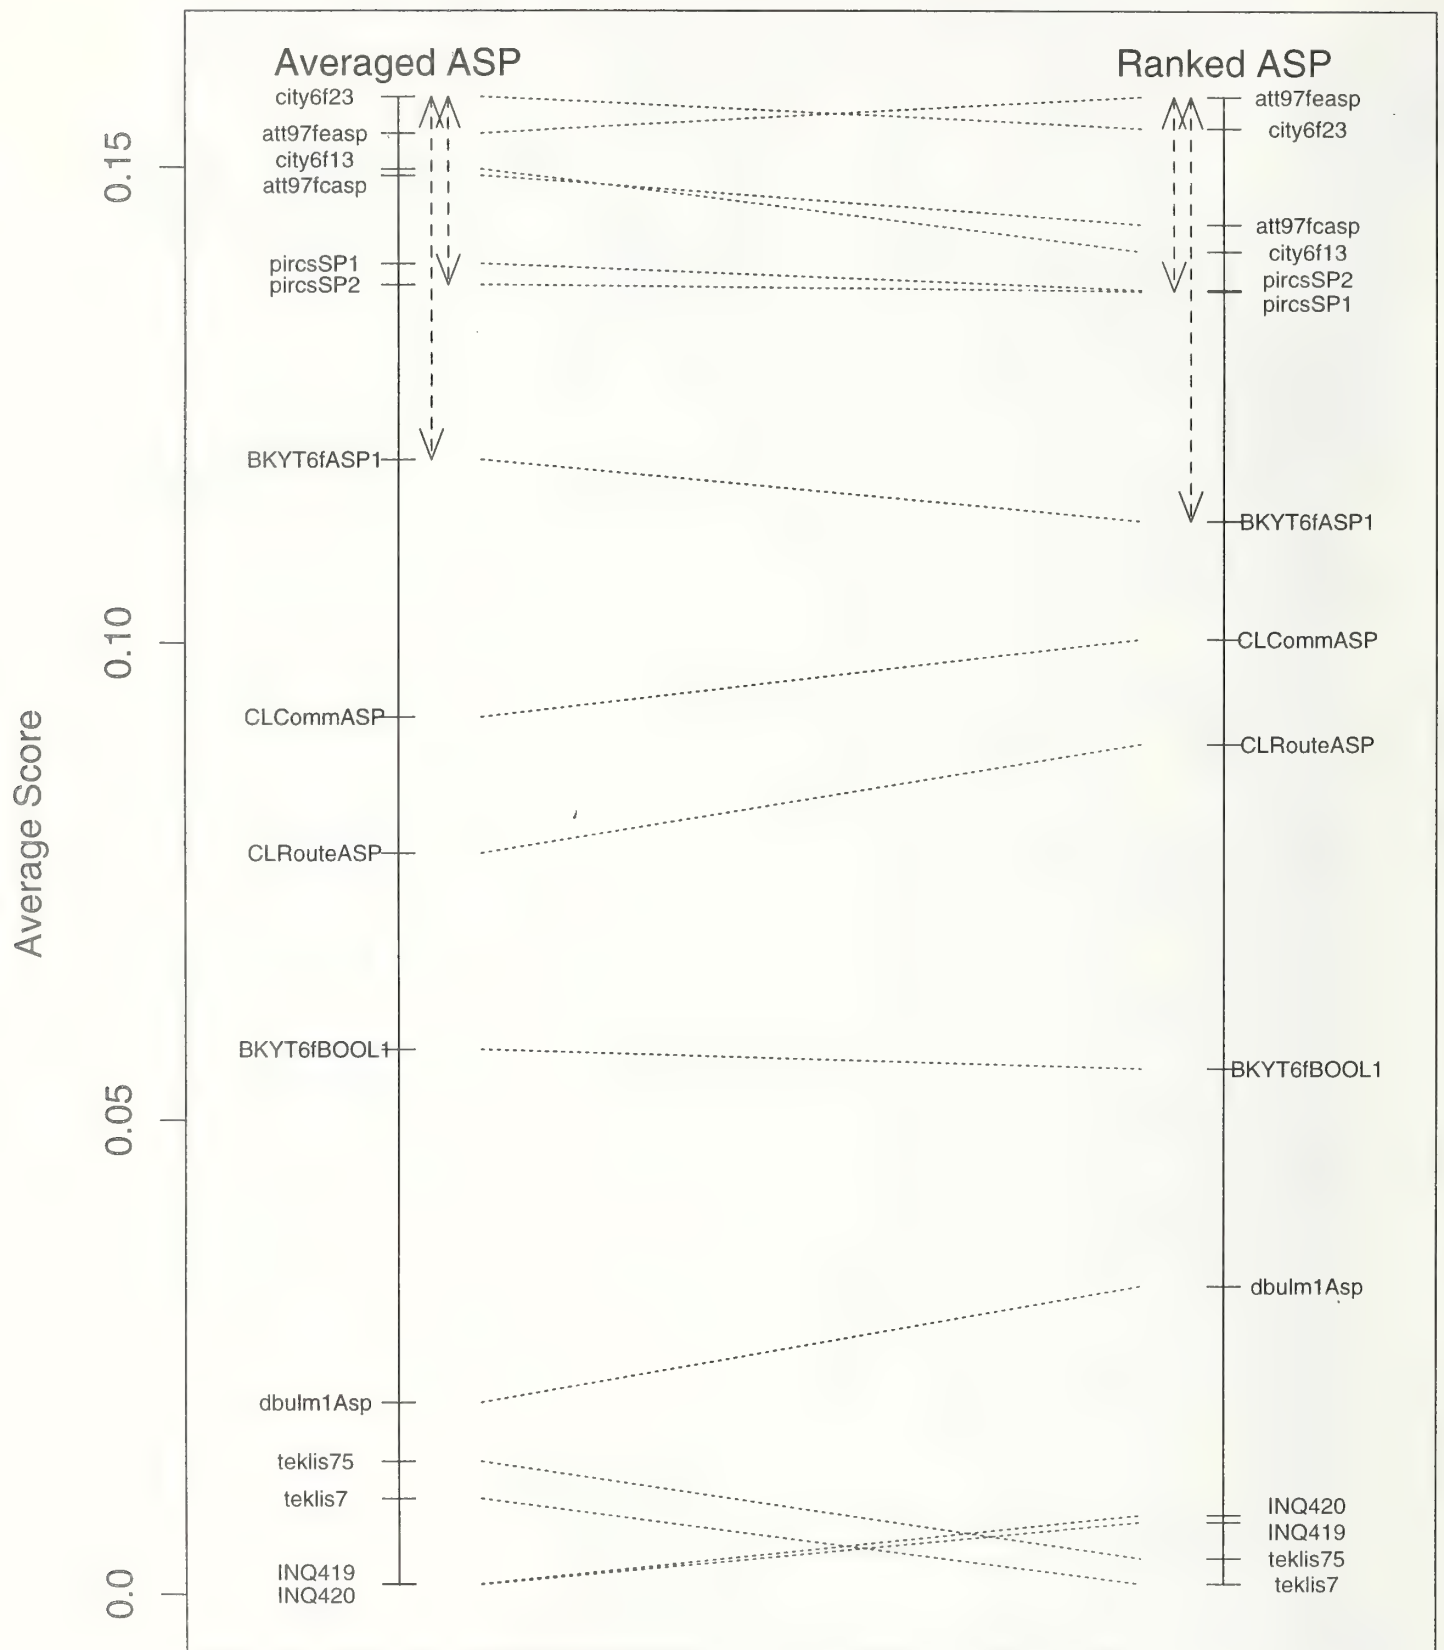 Averaged ASP
Ranked ASP
city6f23
att97feasp
city6f13
att97fcasp
pircsSP1
pircsSP2
BKYT6fASP1
CLCommASP
CLRouteASP
BKYT6fBOOL1
dbulm1Asp
teklis75
teklis7
INQ419
INQ420
att97feasp
city6f23
att97fcasp
city6f13
pircsSP2
pircsSP1
BKYT6fASP1
CLCommASP
CLRouteASP
BKYT6fBOOL1
dbulm1Asp
INQ420
INQ419
teklis75
teklis7
0.15
0.10
0.05
0.0
Average Score